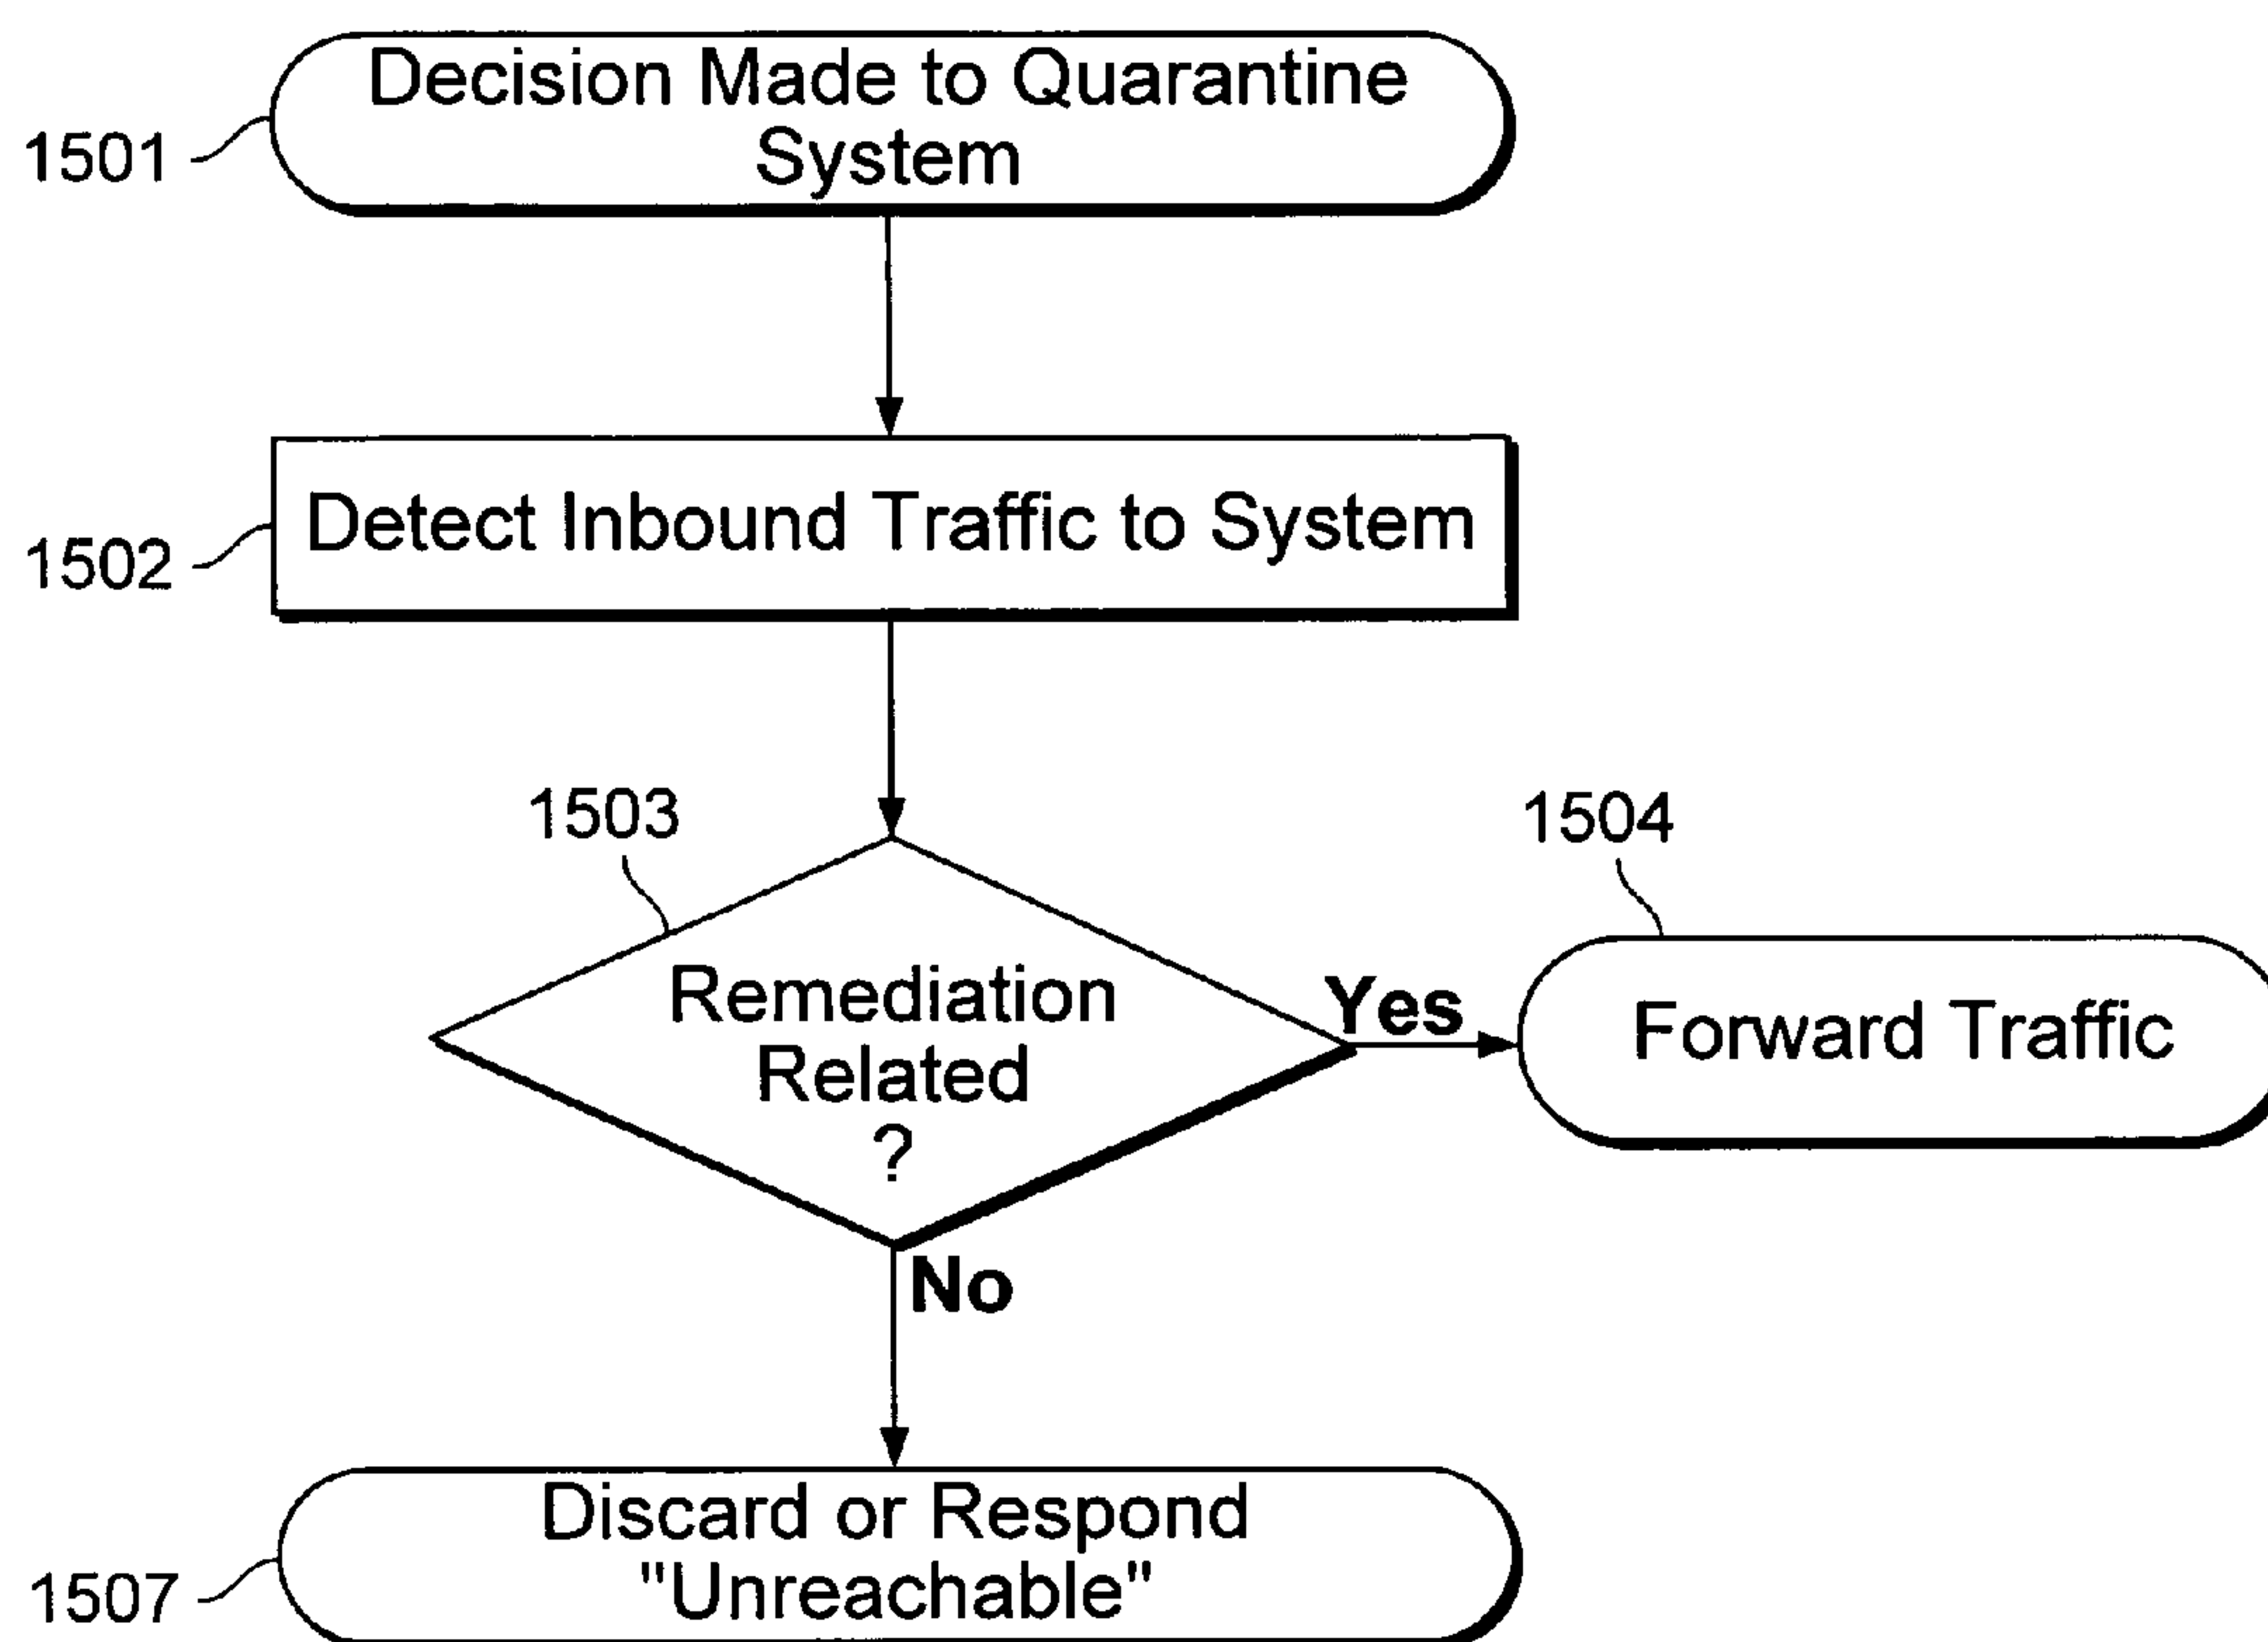 Decision Made to Quarantine
System
1501
Detect Inbound Traffic to System
1502
1503
1504
Remediation
Related
?
Yes
Forward Traffic
No
Discard or Respond
"Unreachable"
1507